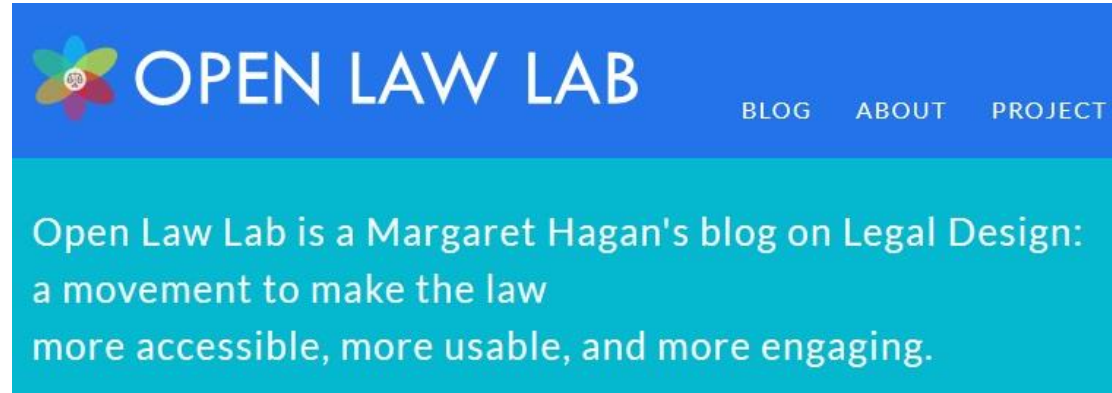 OPEN LAW LAB
BLOG ABOUT PROJECT
Open Law Lab is a Margaret Hagan's blog on Legal Design:
a movement to make the law
more accessible, more usable, and more engaging.